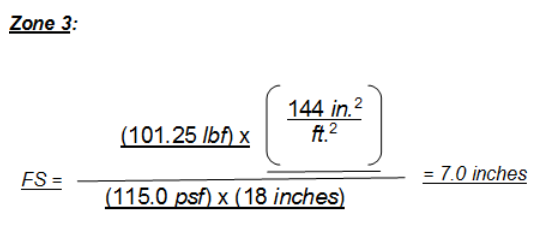 Zone 3:
144 in.2
(101.25 lbf) x
ft.2
FS =
= 7.0 inches
(115.0 psf) x (18 inches)